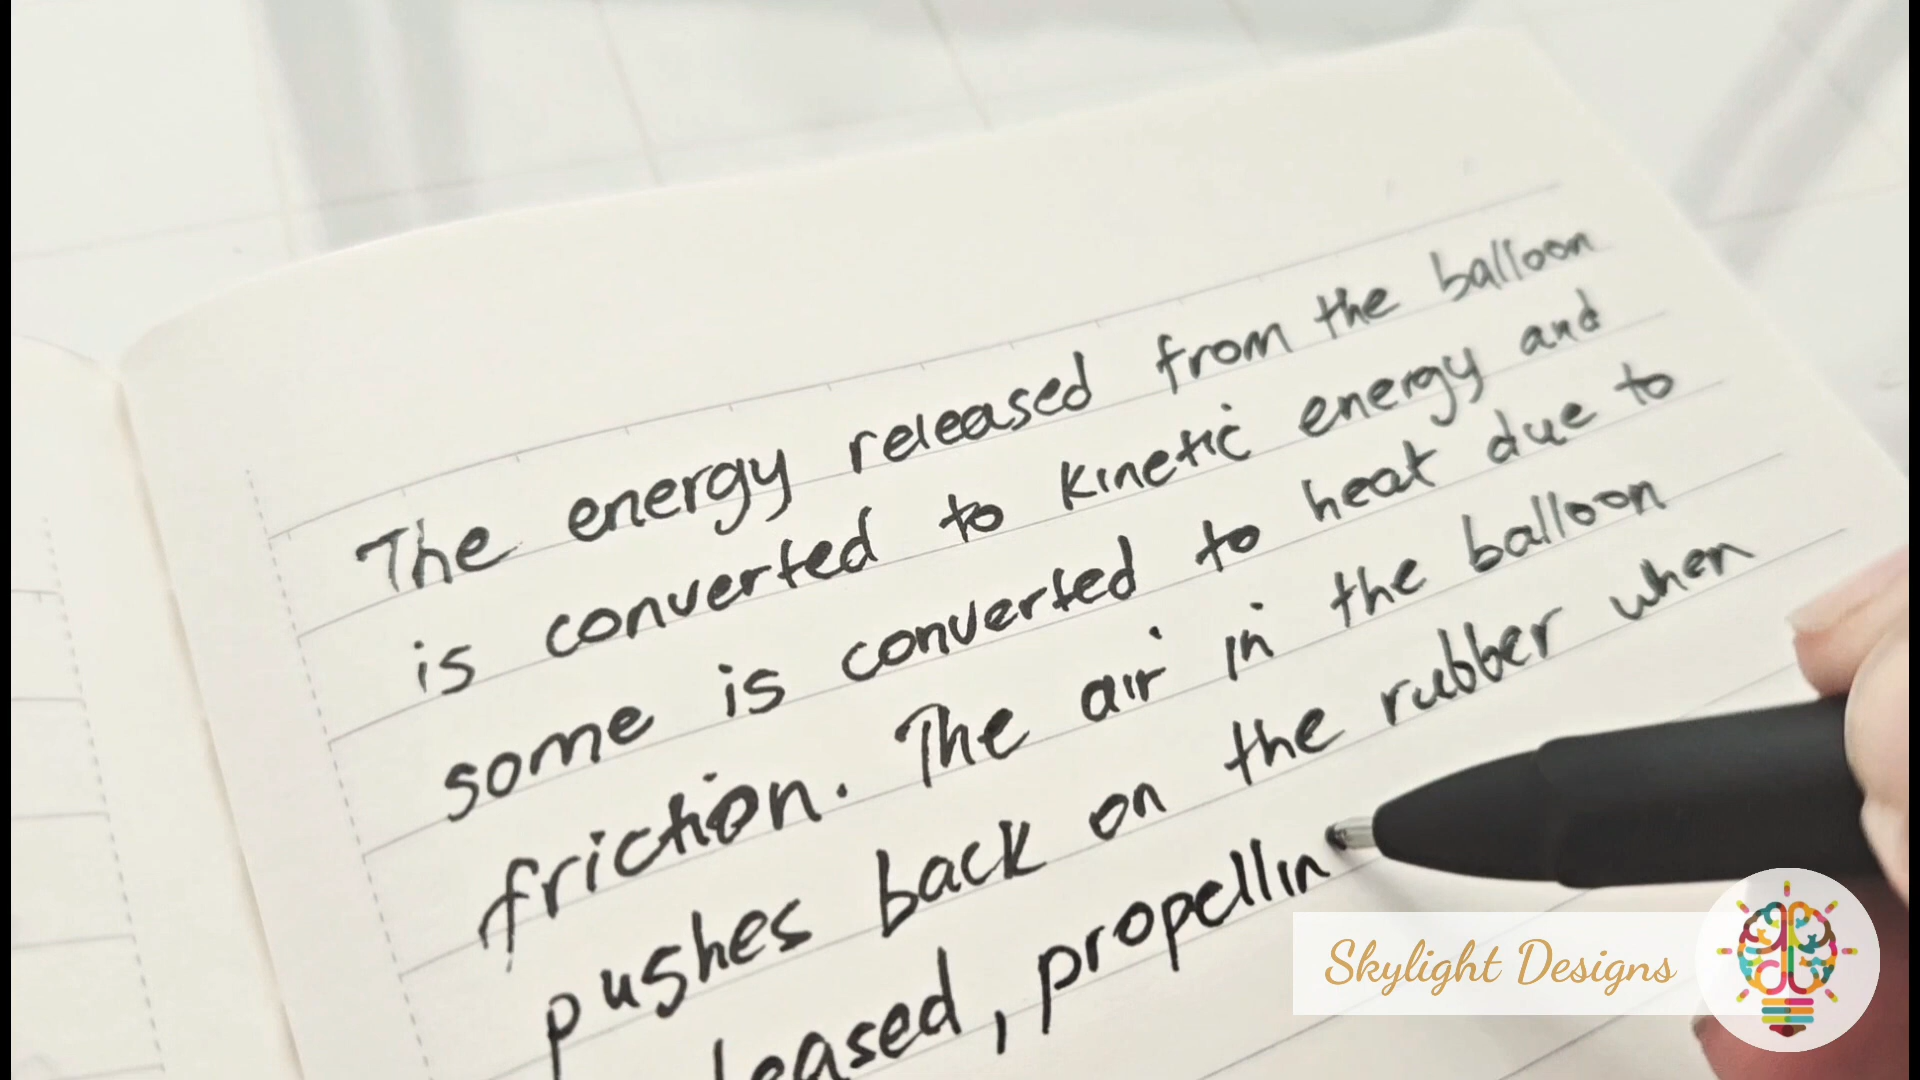 The energy released from the balloon
is converted to kinetic energy and
some is converted to heat due to
friction. The air in the balloon
pushes back on the rubber when
leased, propellin
Skylight Designs